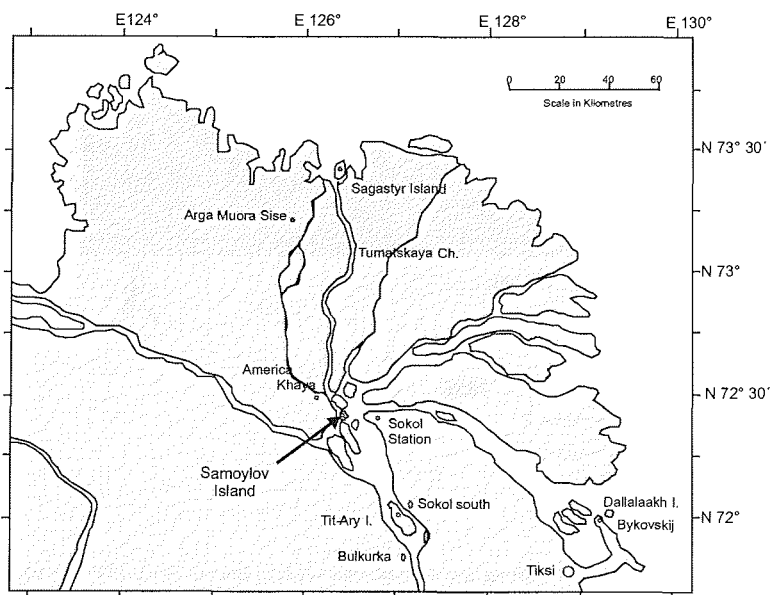 E124°
E 126°
E 128°
E 130°
0 20 40 60
Scale in Kilometres
N 73° 30´
Sagastyr Island
Arga Muora Sise
Tumatskaya Ch.
N 73°
America
Khaya
N 72° 30´
Sokol
Station
Samoylov
Island
Dallalaakh I.
Sokol south
Tit-Ary I.
N 72°
Bykovskij
Bulkurka
Tiksi